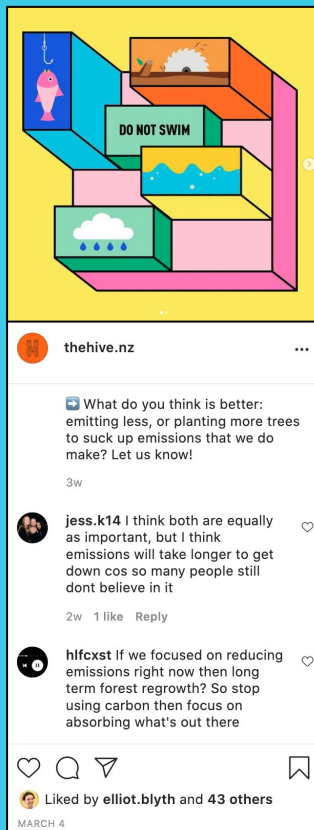 DO NOT SWIM
H
thehive.nz
➡️ What do you think is better:
emitting less, or planting more trees
to suck up emissions that we do
make? Let us know!
3w
jess.k14 I think both are equally
as important, but I think
emissions will take longer to get
down cos so many people still
dont believe in it
2w 1 like Reply
hlfcxst If we focused on reducing
emissions right now then long
term forest regrowth? So stop
using carbon then focus on
absorbing what's out there
Liked by elliot.blyth and 43 others
MARCH 4